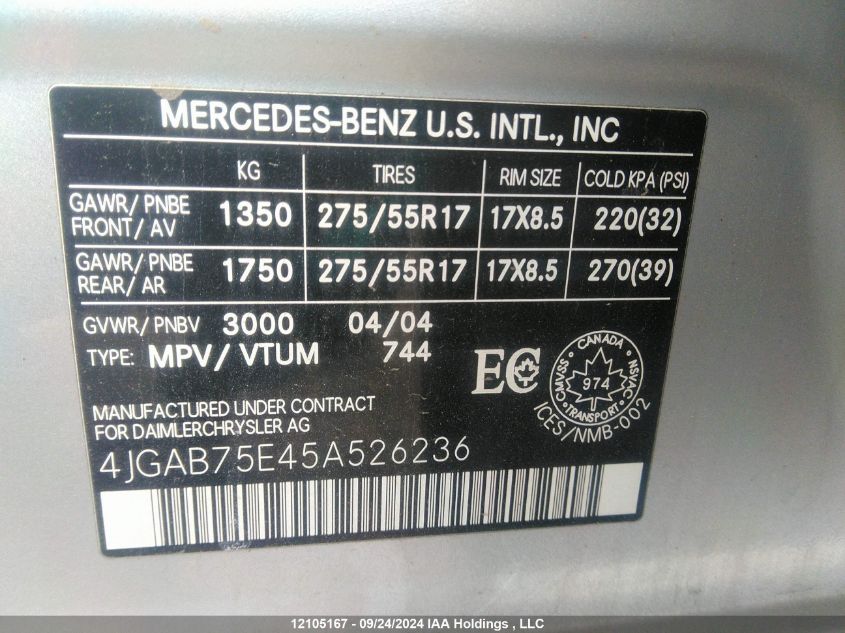 MERCEDES-BENZ U.S. INTL., INC
KG TIRES RIM SIZE COLD KPA (PSI)
GAWR/ PNBE FRONT/ AV 1350 275/55R17 17X8.5 220(32)
GAWR/ PNBE REAR/ AR 1750 275/55R17 17X8.5 270(39)
GVWR/ PNBV 3000 04/04
TYPE: MPV/ VTUM 744
EC
CANADA
CMVSS 974 NSVAC
TRANSPORT
ICES/NMB-002
MANUFACTURED UNDER CONTRACT
FOR DAIMLERCHRYSLER AG
4JGAB75E45A526236
12105167 - 09/24/2024 IAA Holdings , LLC